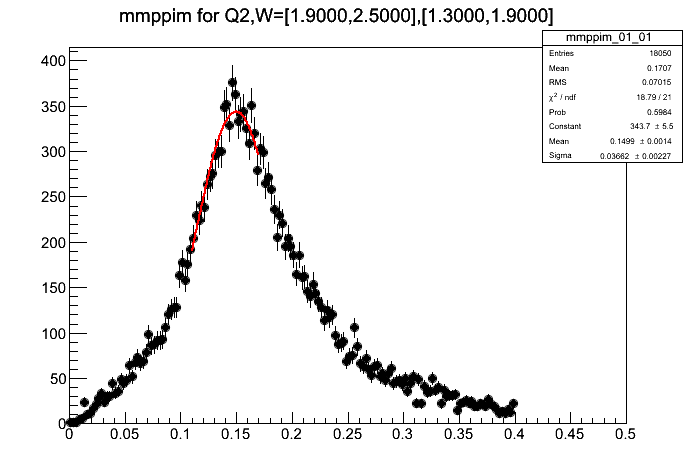 mmppim for Q2,W=[1.9000,2.5000],[1.3000,1.9000]
mmppim_01_01
Entries 18050
Mean 0.1707
RMS 0.07015
χ² / ndf 18.79 / 21
Prob 0.5984
Constant 343.7 ± 5.5
Mean 0.1499 ± 0.0014
Sigma 0.03662 ± 0.00227
400
350
300
250
200
150
100
50
0
0 0.05 0.1 0.15 0.2 0.25 0.3 0.35 0.4 0.45 0.5